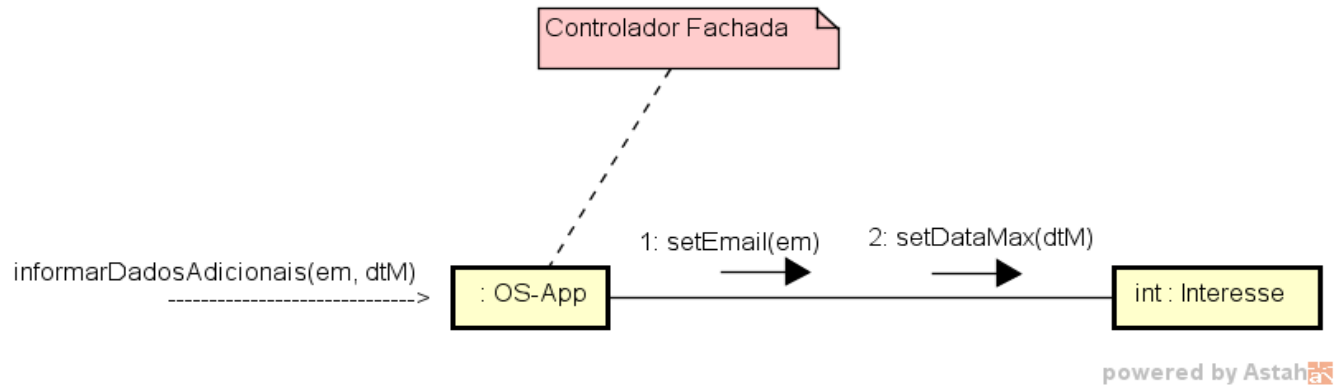 Controlador Fachada
1: setEmail(em)
2: setDataMax(dtM)
informarDadosAdicionais(em, dtM)
: OS-App
int : Interesse
powered by Astah